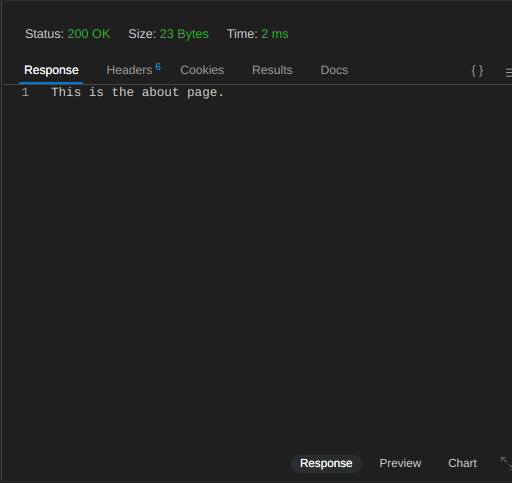 Status: 200 OK Size: 23 Bytes Time: 2 ms
Response Headers 6 Cookies Results Docs { }
1 This is the about page.
Response Preview Chart